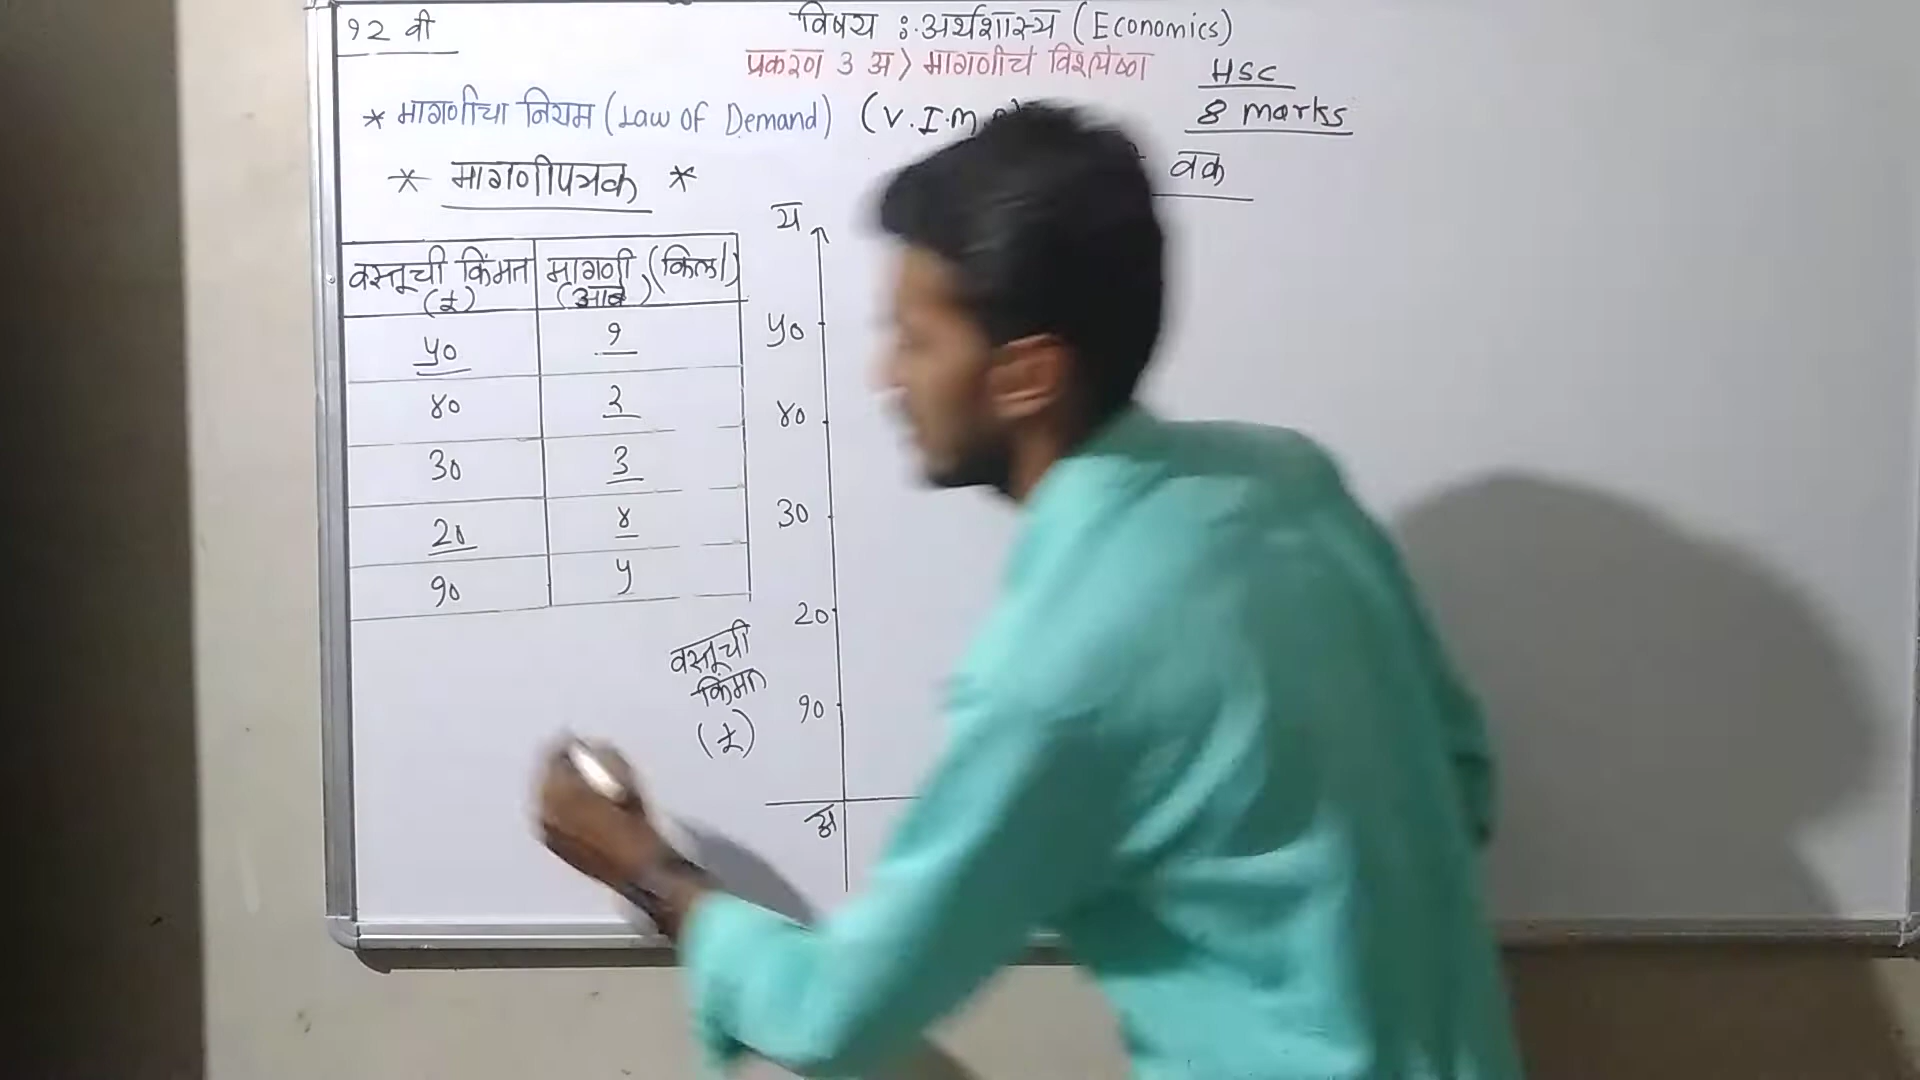 १२ वी
विषय : अर्थशास्त्र (Economics)
प्रकरण ३ अ > मागणीचे विश्लेषण
HSC
8 marks
* मागणीचा नियम (Law of Demand) (V.I.M.
* मागणीपत्रक *
वक्र
वस्तूची किंमत (₹)
मागणी (किलो) (आंबे)
५० १
४० २
३० ३
२० ४
१० ५
य
५०
४०
३०
२०
१०
वस्तूची
किंमत
(₹)
अ